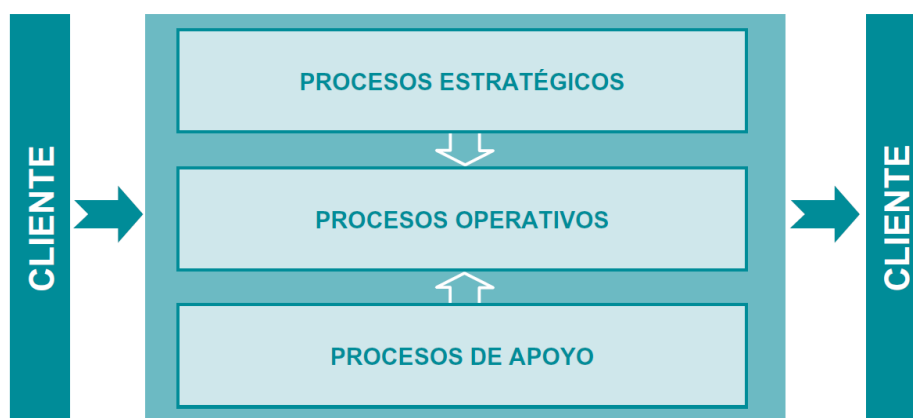 CLIENTE
PROCESOS ESTRATÉGICOS
PROCESOS OPERATIVOS
PROCESOS DE APOYO
CLIENTE